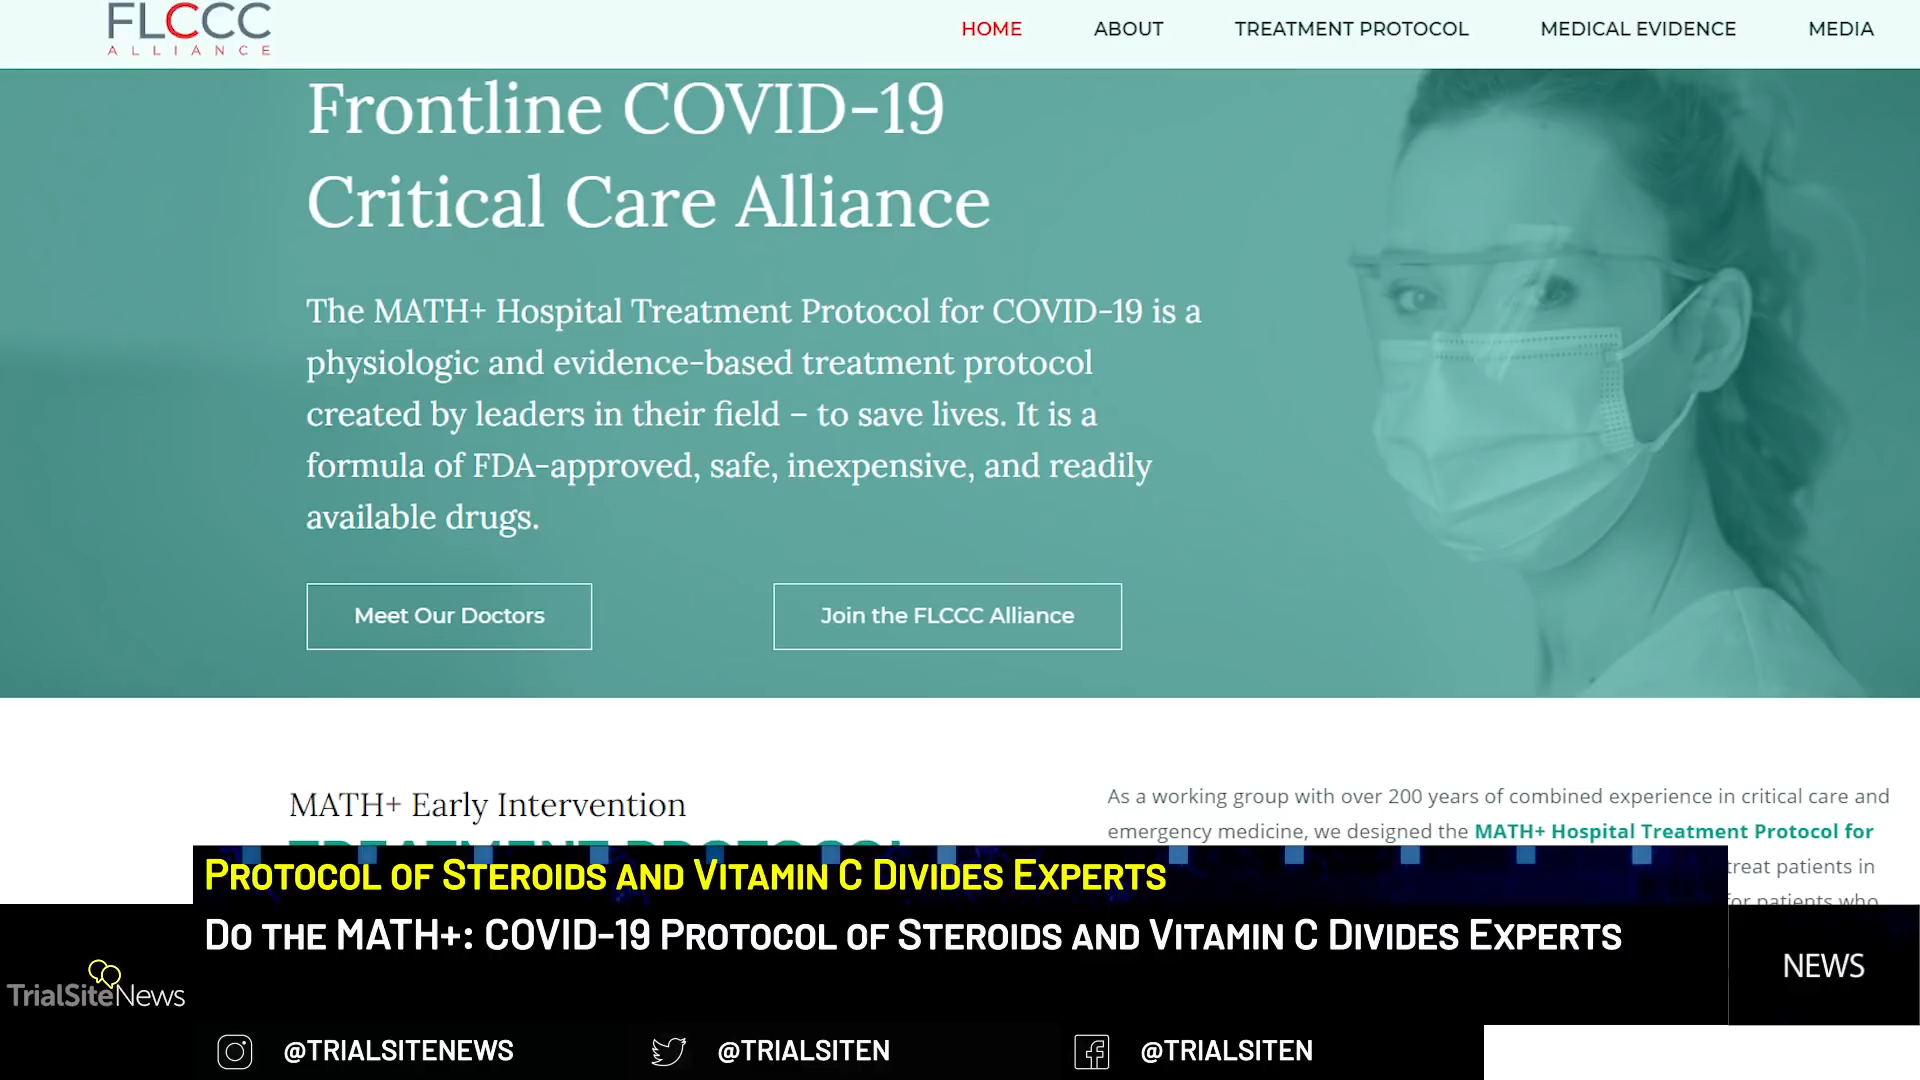 FLCCC
ALLIANCE
HOME
ABOUT
TREATMENT PROTOCOL
MEDICAL EVIDENCE
MEDIA
Frontline COVID-19
Critical Care Alliance
The MATH+ Hospital Treatment Protocol for COVID-19 is a
physiologic and evidence-based treatment protocol
created by leaders in their field – to save lives. It is a
formula of FDA-approved, safe, inexpensive, and readily
available drugs.
Meet Our Doctors
Join the FLCCC Alliance
MATH+ Early Intervention
TREATMENT PROTOCOL
As a working group with over 200 years of combined experience in critical care and
emergency medicine, we designed the MATH+ Hospital Treatment Protocol for
treat patients in
for patients who
Protocol of Steroids and Vitamin C Divides Experts
Do the MATH+: COVID-19 Protocol of Steroids and Vitamin C Divides Experts
TrialSiteNews
NEWS
@TRIALSITENEWS
@TRIALSITEN
@TRIALSITEN